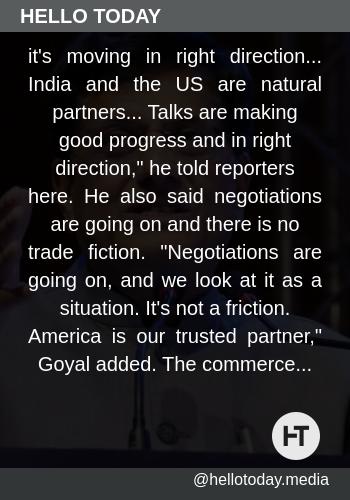 HELLO TODAY
it's moving in right direction...
India and the US are natural
partners... Talks are making
good progress and in right
direction," he told reporters
here. He also said negotiations
are going on and there is no
trade fiction. "Negotiations are
going on, and we look at it as a
situation. It's not a friction.
America is our trusted partner,"
Goyal added. The commerce...
HT
@hellotoday.media